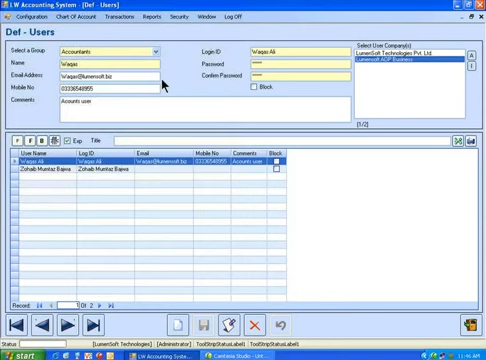 LW Accounting System - [Def - Users]
Configuration Chart Of Account Transactions Reports Security Window Log Off
Def - Users
Select a Group Accountants Login ID Waqas Ali Select User Company(s)
Name Waqas Password ***** LumenSoft Technologies Pvt. Ltd.
Lumensoft ADP Business
Email Address Waqas@lumensoft.biz Confirm Password *****
Mobile No 03336548955 Block
Comments Acounts user
[1/2]
F F B Exp Title
User Name Log ID Email Mobile No Comments Block
Waqas Ali Waqas Ali Waqas@lumensoft.biz 03336548955 Acounts user
Zohaib Mumtaz Bajwa Zohaib Mumtaz Bajwa
Record: 1 Of 2
Status [LumenSoft Technologies] [Administrator] ToolStripStatusLabel1 ToolStripStatusLabel1
start LW Accounting Syste... Camtasia Studio - Unt... 11:46 AM